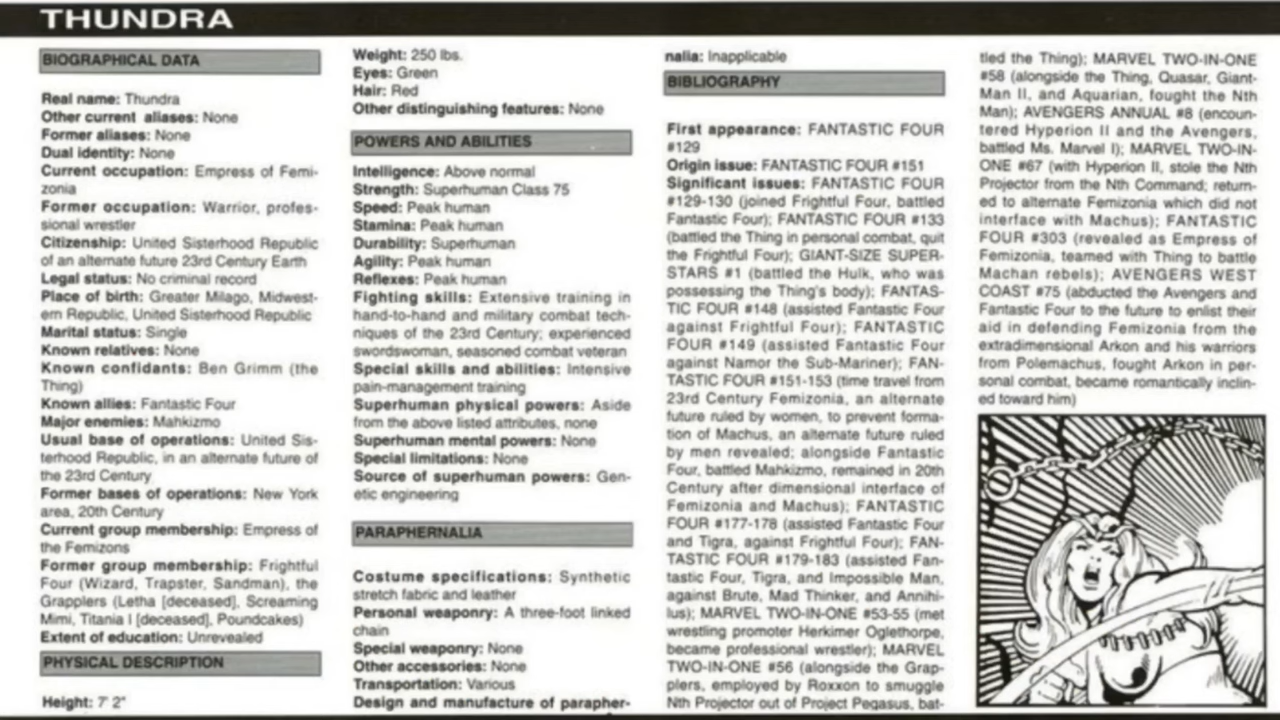 THUNDRA
BIOGRAPHICAL DATA
Real name: Thundra
Other current aliases: None
Former aliases: None
Dual identity: None
Current occupation: Empress of Femi-
zonia
Former occupation: Warrior, profes-
sional wrestler
Citizenship: United Sisterhood Republic
of an alternate future 23rd Century Earth
Legal status: No criminal record
Place of birth: Greater Milago, Midwest-
ern Republic, United Sisterhood Republic
Marital status: Single
Known relatives: None
Known confidants: Ben Grimm (the
Thing)
Known allies: Fantastic Four
Major enemies: Mahkizmo
Usual base of operations: United Sis-
terhood Republic, in an alternate future of
the 23rd Century
Former bases of operations: New York
area, 20th Century
Current group membership: Empress of
the Femizons
Former group membership: Frightful
Four (Wizard, Trapster, Sandman), the
Grapplers (Letha [deceased], Screaming
Mimi, Titania I [deceased], Poundcakes)
Extent of education: Unrevealed
PHYSICAL DESCRIPTION
Height: 7' 2"
Weight: 250 lbs.
Eyes: Green
Hair: Red
Other distinguishing features: None
POWERS AND ABILITIES
Intelligence: Above normal
Strength: Superhuman Class 75
Speed: Peak human
Stamina: Peak human
Durability: Superhuman
Agility: Peak human
Reflexes: Peak human
Fighting skills: Extensive training in
hand-to-hand and military combat tech-
niques of the 23rd Century; experienced
swordswoman, seasoned combat veteran
Special skills and abilities: Intensive
pain-management training
Superhuman physical powers: Aside
from the above listed attributes, none
Superhuman mental powers: None
Special limitations: None
Source of superhuman powers: Gen-
etic engineering
PARAPHERNALIA
Costume specifications: Synthetic
stretch fabric and leather
Personal weaponry: A three-foot linked
chain
Special weaponry: None
Other accessories: None
Transportation: Various
Design and manufacture of parapher-
nalia: Inapplicable
BIBLIOGRAPHY
First appearance: FANTASTIC FOUR
#129
Origin issue: FANTASTIC FOUR #151
Significant issues: FANTASTIC FOUR
#129-130 (joined Frightful Four, battled
Fantastic Four); FANTASTIC FOUR #133
(battled the Thing in personal combat, quit
the Frightful Four); GIANT-SIZE SUPER-
STARS #1 (battled the Hulk, who was
possessing the Thing's body); FANTAS-
TIC FOUR #148 (assisted Fantastic Four
against Frightful Four); FANTASTIC
FOUR #149 (assisted Fantastic Four
against Namor the Sub-Mariner); FAN-
TASTIC FOUR #151-153 (time travel from
23rd Century Femizonia, an alternate
future ruled by women, to prevent forma-
tion of Machus, an alternate future ruled
by men revealed; alongside Fantastic
Four, battled Mahkizmo, remained in 20th
Century after dimensional interface of
Femizonia and Machus); FANTASTIC
FOUR #177-178 (assisted Fantastic Four
and Tigra, against Frightful Four); FAN-
TASTIC FOUR #179-183 (assisted Fan-
tastic Four, Tigra, and Impossible Man,
against Brute, Mad Thinker, and Annihi-
lus); MARVEL TWO-IN-ONE #53-55 (met
wrestling promoter Herkimer Oglethorpe,
became professional wrestler); MARVEL
TWO-IN-ONE #56 (alongside the Grap-
plers, employed by Roxxon to smuggle
Nth Projector out of Project Pegasus, bat-
tled the Thing); MARVEL TWO-IN-ONE
#58 (alongside the Thing, Quasar, Giant-
Man II, and Aquarian, fought the Nth
Man); AVENGERS ANNUAL #8 (encoun-
tered Hyperion II and the Avengers,
battled Ms. Marvel I); MARVEL TWO-IN-
ONE #67 (with Hyperion II, stole the Nth
Projector from the Nth Command; return-
ed to alternate Femizonia which did not
interface with Machus); FANTASTIC
FOUR #303 (revealed as Empress of
Femizonia, teamed with Thing to battle
Machan rebels); AVENGERS WEST
COAST #75 (abducted the Avengers and
Fantastic Four to the future to enlist their
aid in defending Femizonia from the
extradimensional Arkon and his warriors
from Polemachus, fought Arkon in per-
sonal combat, became romantically inclin-
ed toward him)